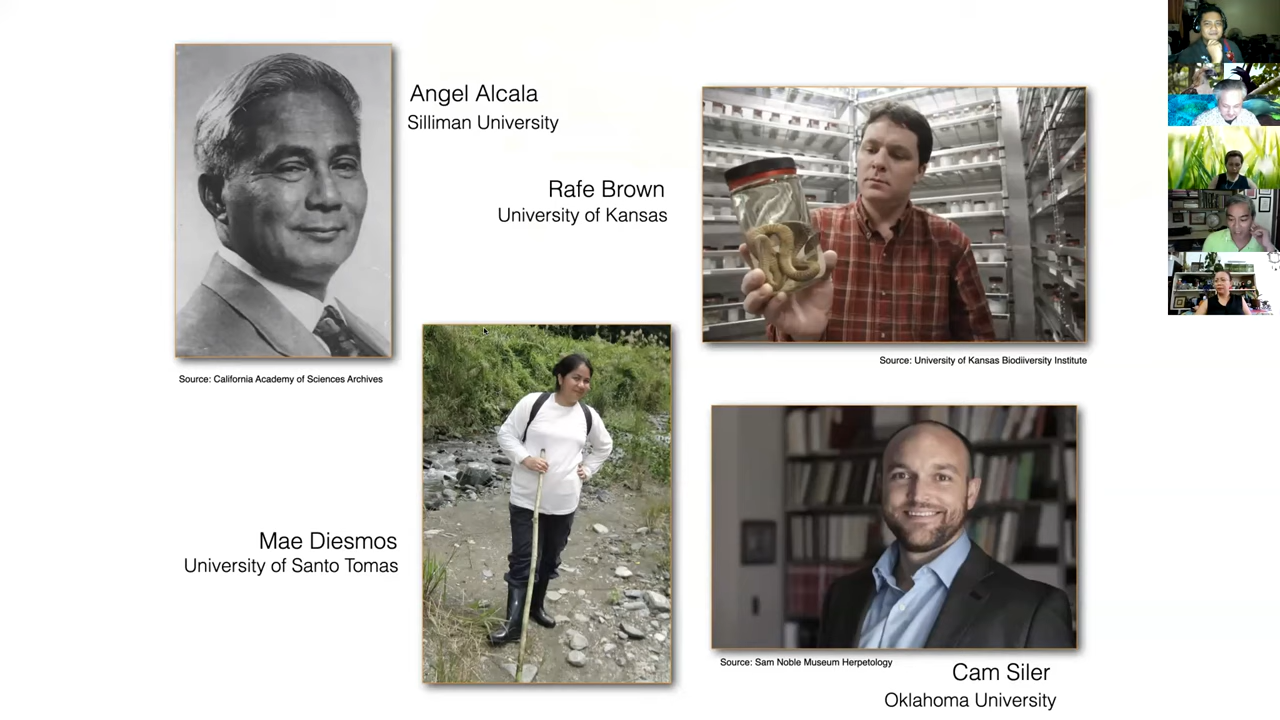 Angel Alcala
Silliman University
Rafe Brown
University of Kansas
Source: University of Kansas Biodiiversity Institute
Source: California Academy of Sciences Archives
Mae Diesmos
University of Santo Tomas
Source: Sam Noble Museum Herpetology
Cam Siler
Oklahoma University